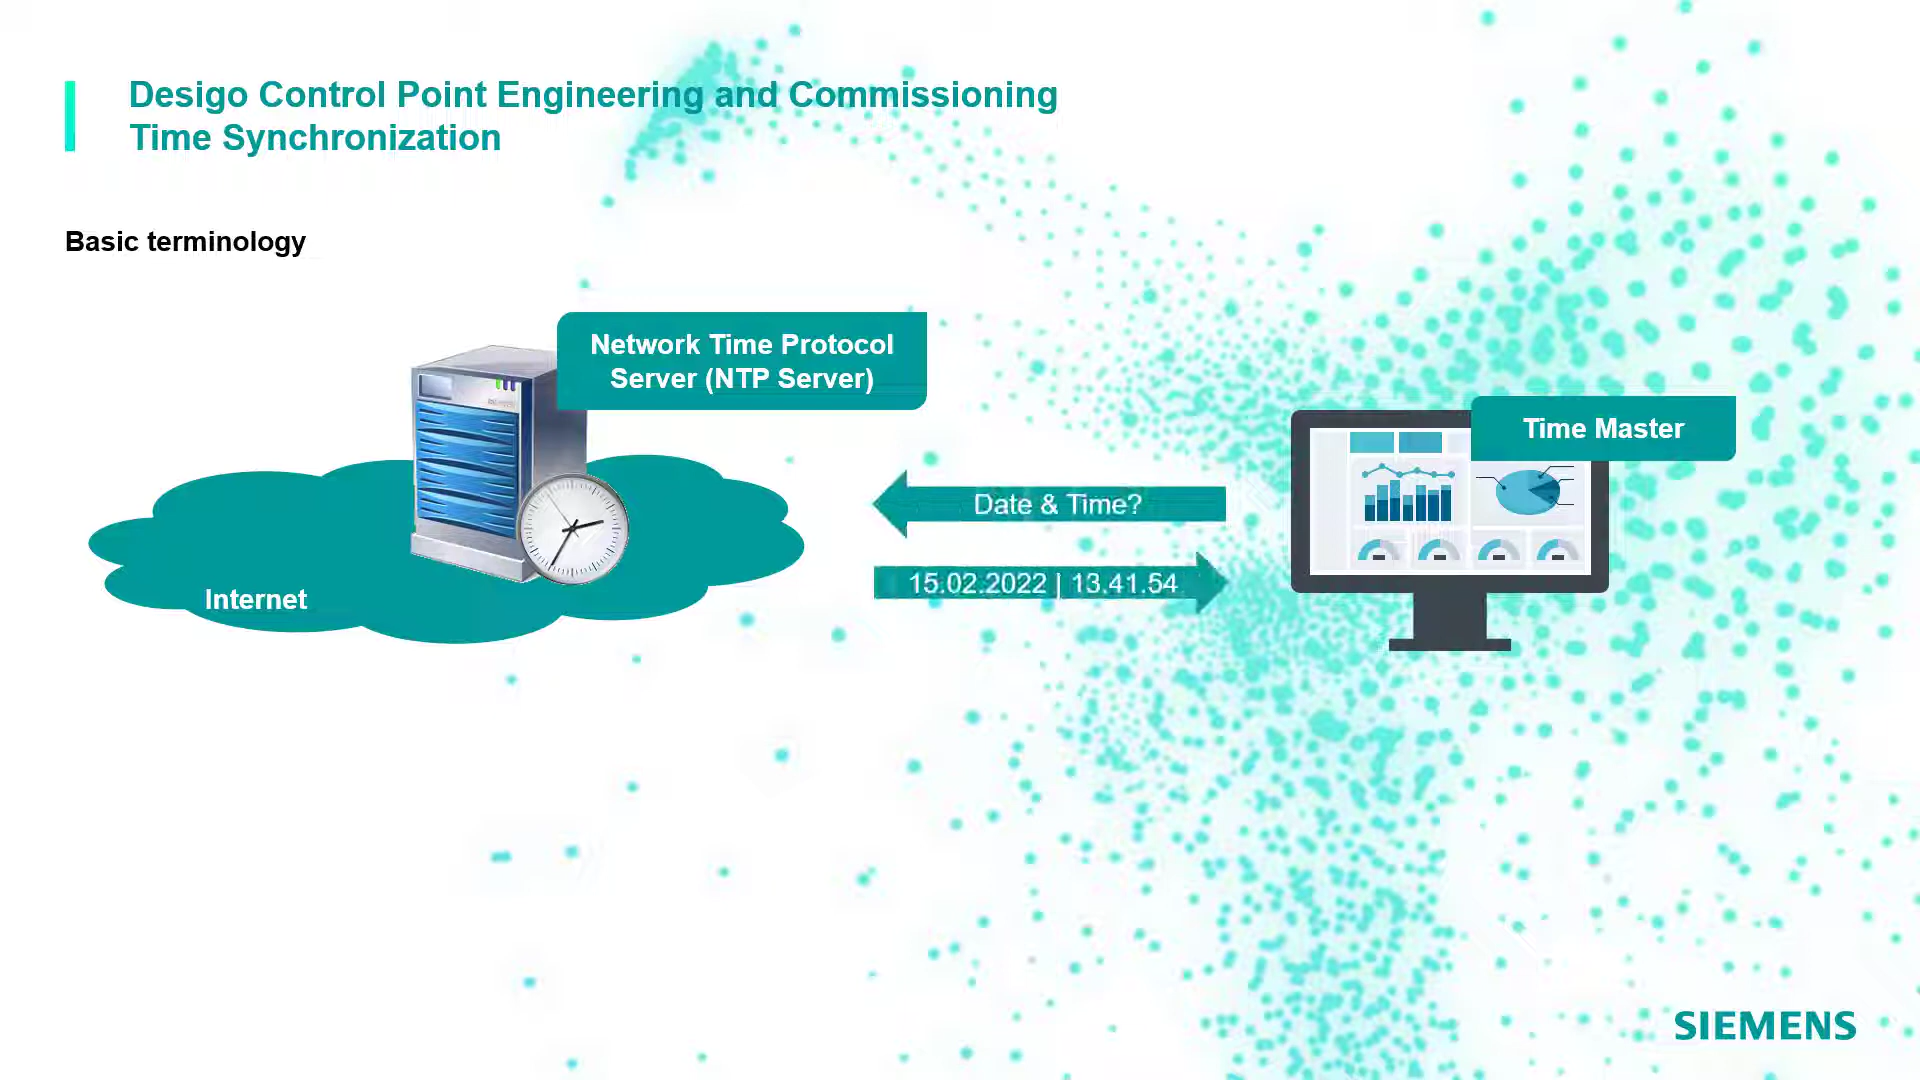 Desigo Control Point Engineering and Commissioning
Time Synchronization
Basic terminology
Network Time Protocol
Server (NTP Server)
Time Master
Date & Time?
15.02.2022 | 13.41.54
Internet
SIEMENS